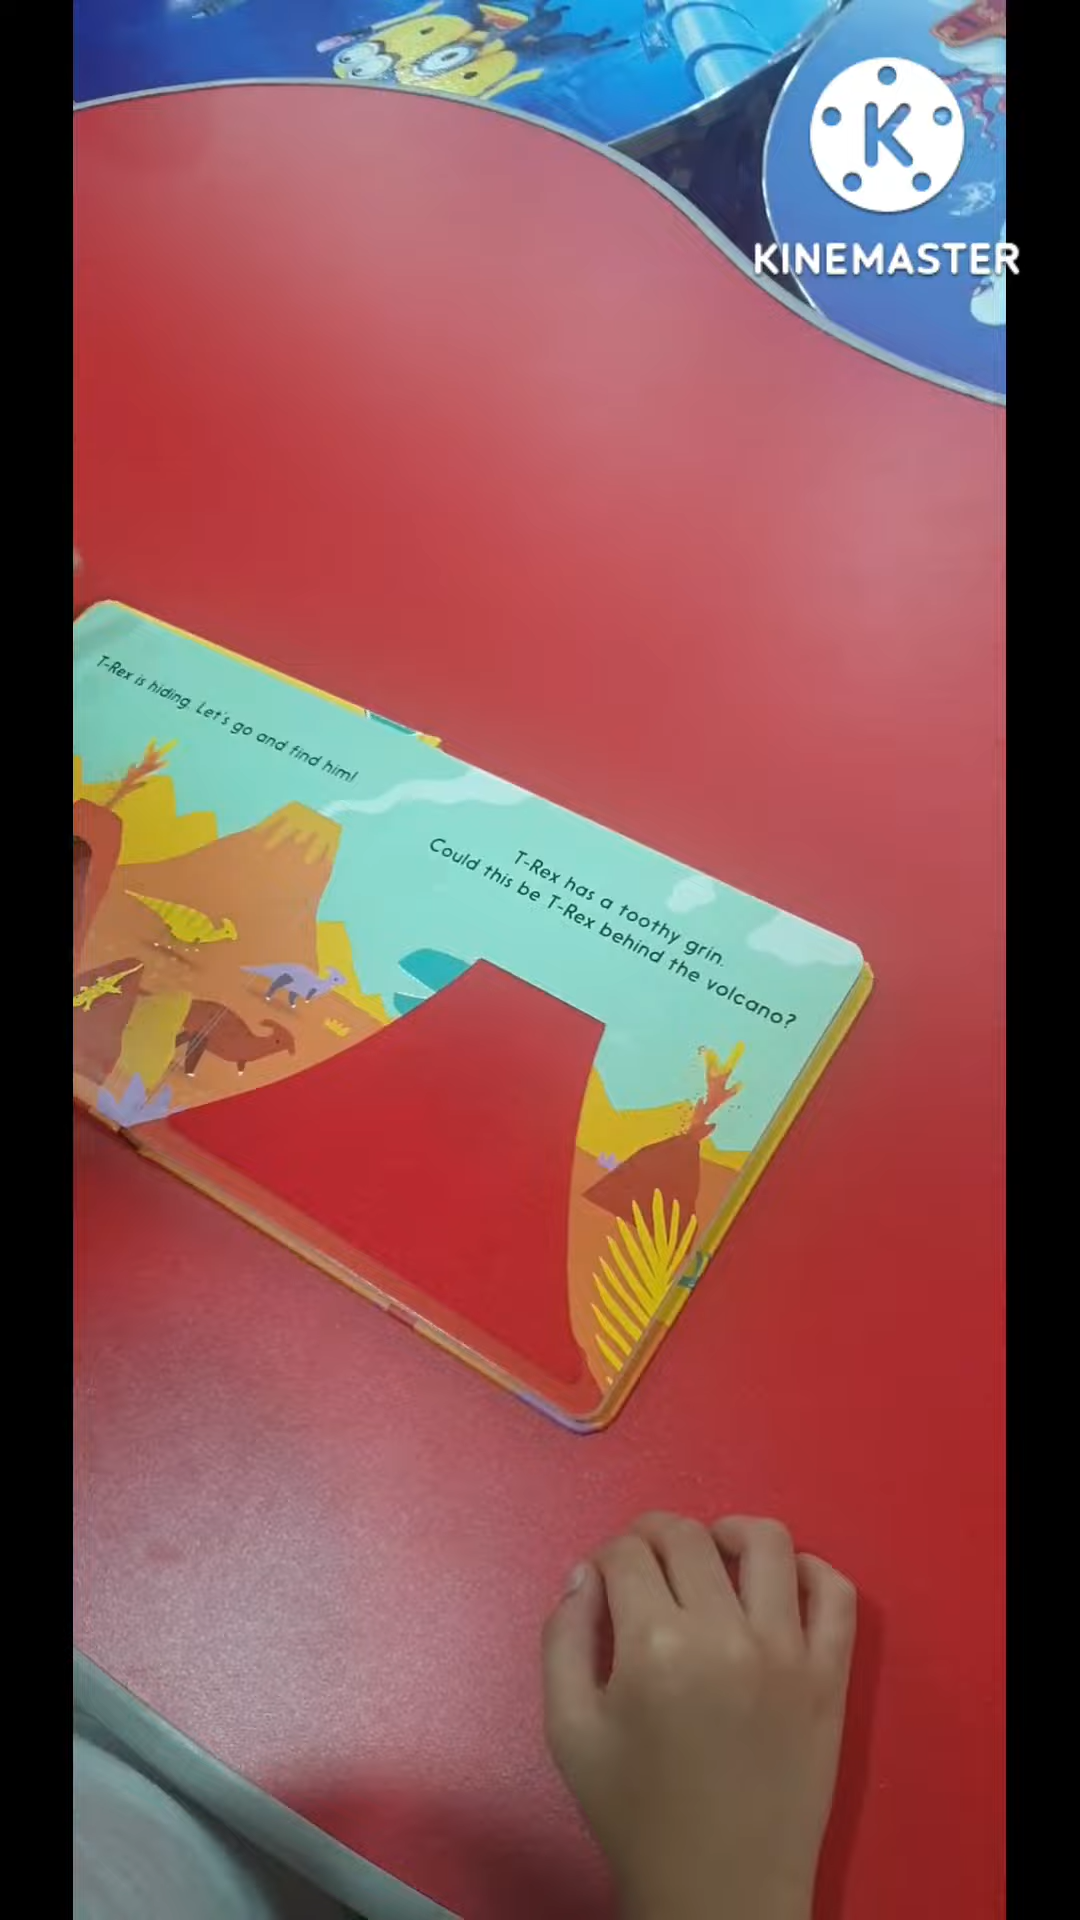 K
KINEMASTER
T-Rex is hiding. Let's go and find him!
T-Rex has a toothy grin.
Could this be T-Rex behind the volcano?